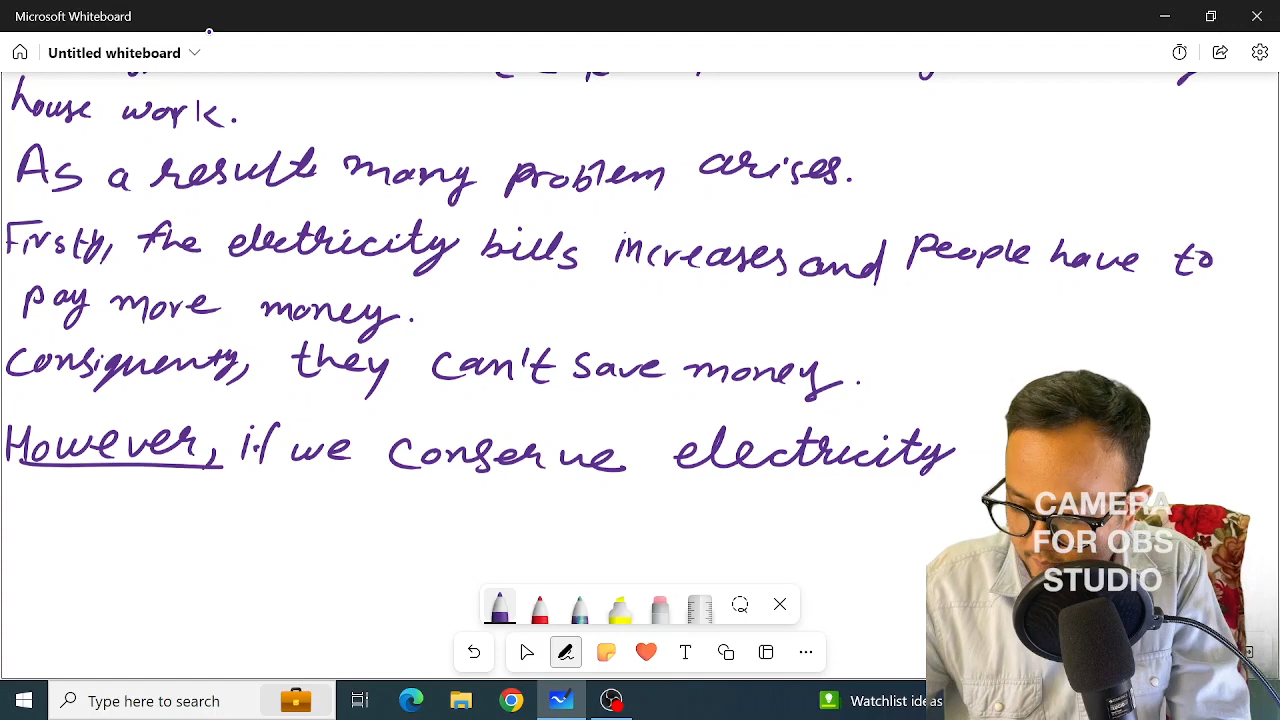 Microsoft Whiteboard
Untitled whiteboard
house work.
As a result many problem arises.
Firstly, the electricity bills increases and people have to
pay more money.
Consiquently, they can't save money.
However, if we conserve electricity
CAMERA
FOR OBS
STUDIO
T
Type here to search
Watchlist ideas